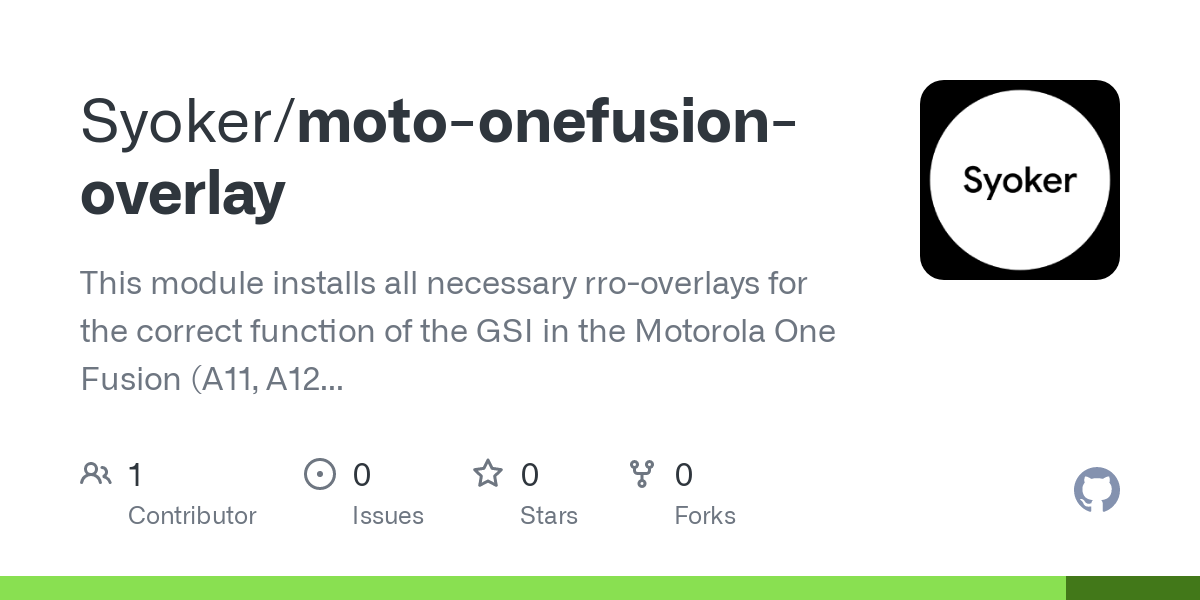 Syoker/moto-onefusion-
overlay
Syoker
This module installs all necessary rro-overlays for
the correct function of the GSI in the Motorola One
Fusion (A11, A12...
1 0 0 0
Contributor Issues Stars Forks